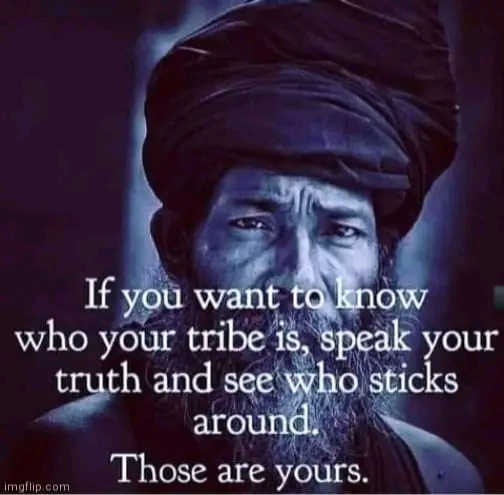 If you want to know
who your tribe is, speak your
truth and see who sticks
around.
Those are yours.
imgflip.com